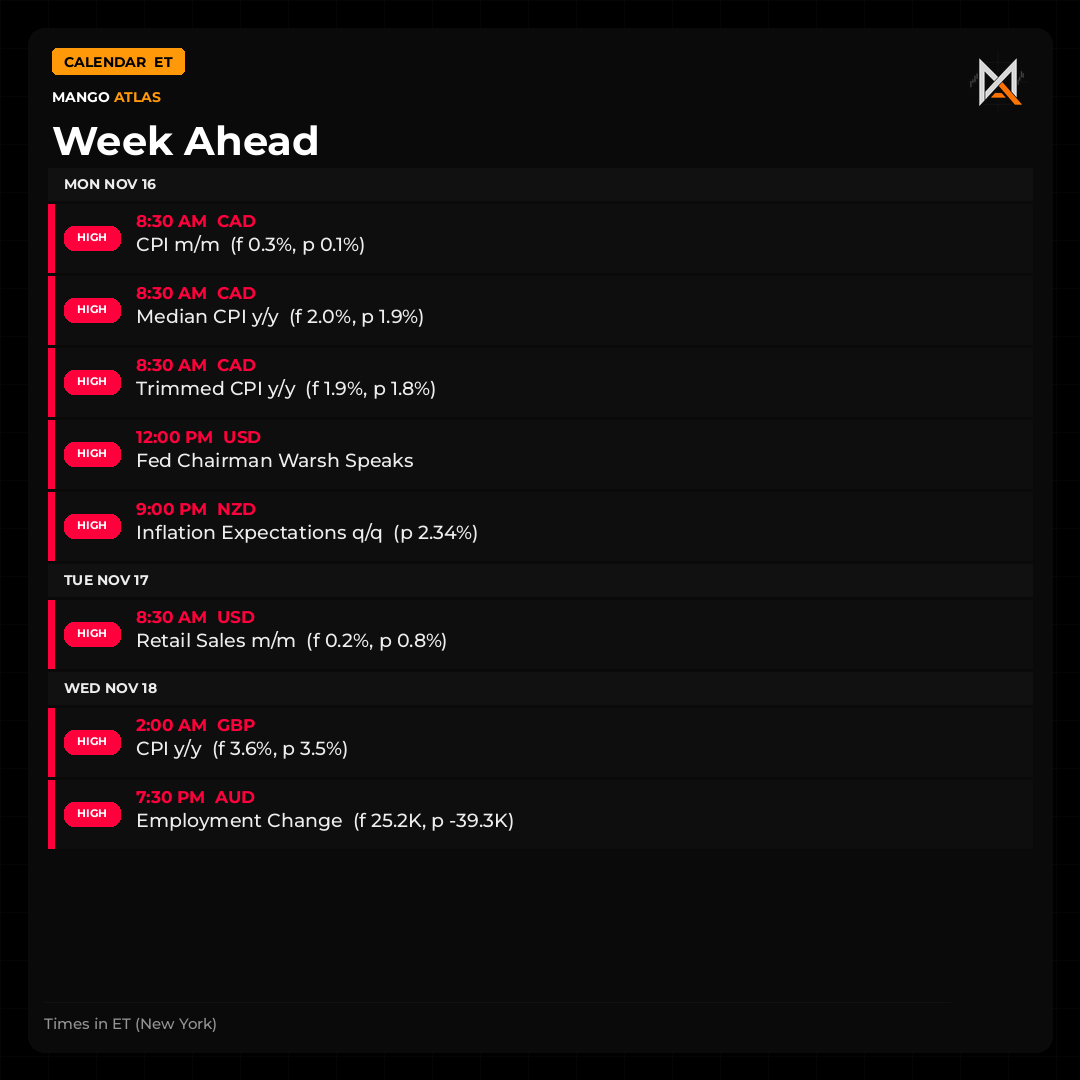 CALENDAR ET
MANGO ATLAS
Week Ahead
MON NOV 16
HIGH
8:30 AM CAD
CPI m/m (f 0.3%, p 0.1%)
HIGH
8:30 AM CAD
Median CPI y/y (f 2.0%, p 1.9%)
HIGH
8:30 AM CAD
Trimmed CPI y/y (f 1.9%, p 1.8%)
HIGH
12:00 PM USD
Fed Chairman Warsh Speaks
HIGH
9:00 PM NZD
Inflation Expectations q/q (p 2.34%)
TUE NOV 17
HIGH
8:30 AM USD
Retail Sales m/m (f 0.2%, p 0.8%)
WED NOV 18
HIGH
2:00 AM GBP
CPI y/y (f 3.6%, p 3.5%)
HIGH
7:30 PM AUD
Employment Change (f 25.2K, p -39.3K)
Times in ET (New York)